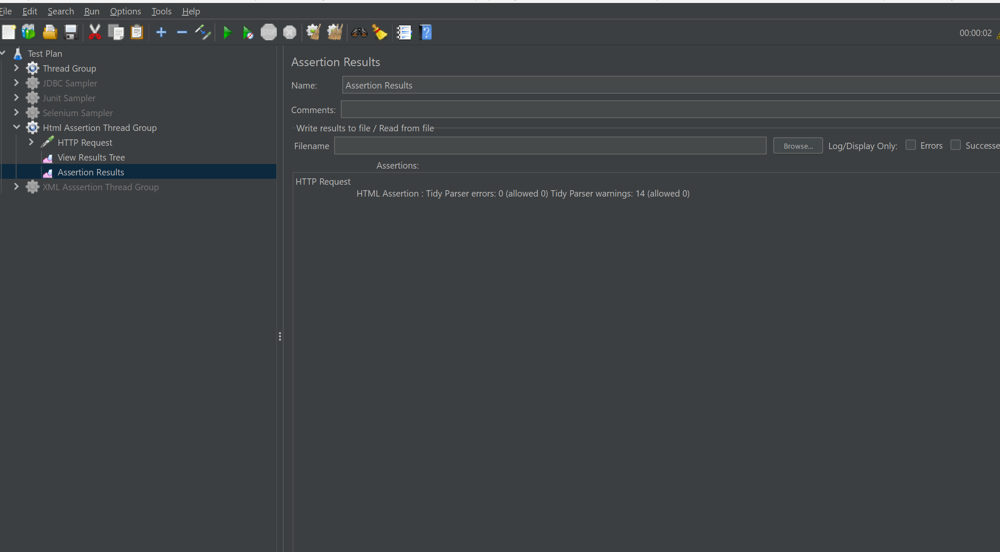 File Edit Search Run Options Tools Help
STOP
00:00:02
Test Plan
Thread Group
JDBC Sampler
Junit Sampler
Selenium Sampler
Html Assertion Thread Group
HTTP Request
View Results Tree
Assertion Results
XML Asssertion Thread Group
Assertion Results
Name: Assertion Results
Comments:
Write results to file / Read from file
Filename Browse... Log/Display Only: Errors Successe
Assertions:
HTTP Request
HTML Assertion : Tidy Parser errors: 0 (allowed 0) Tidy Parser warnings: 14 (allowed 0)